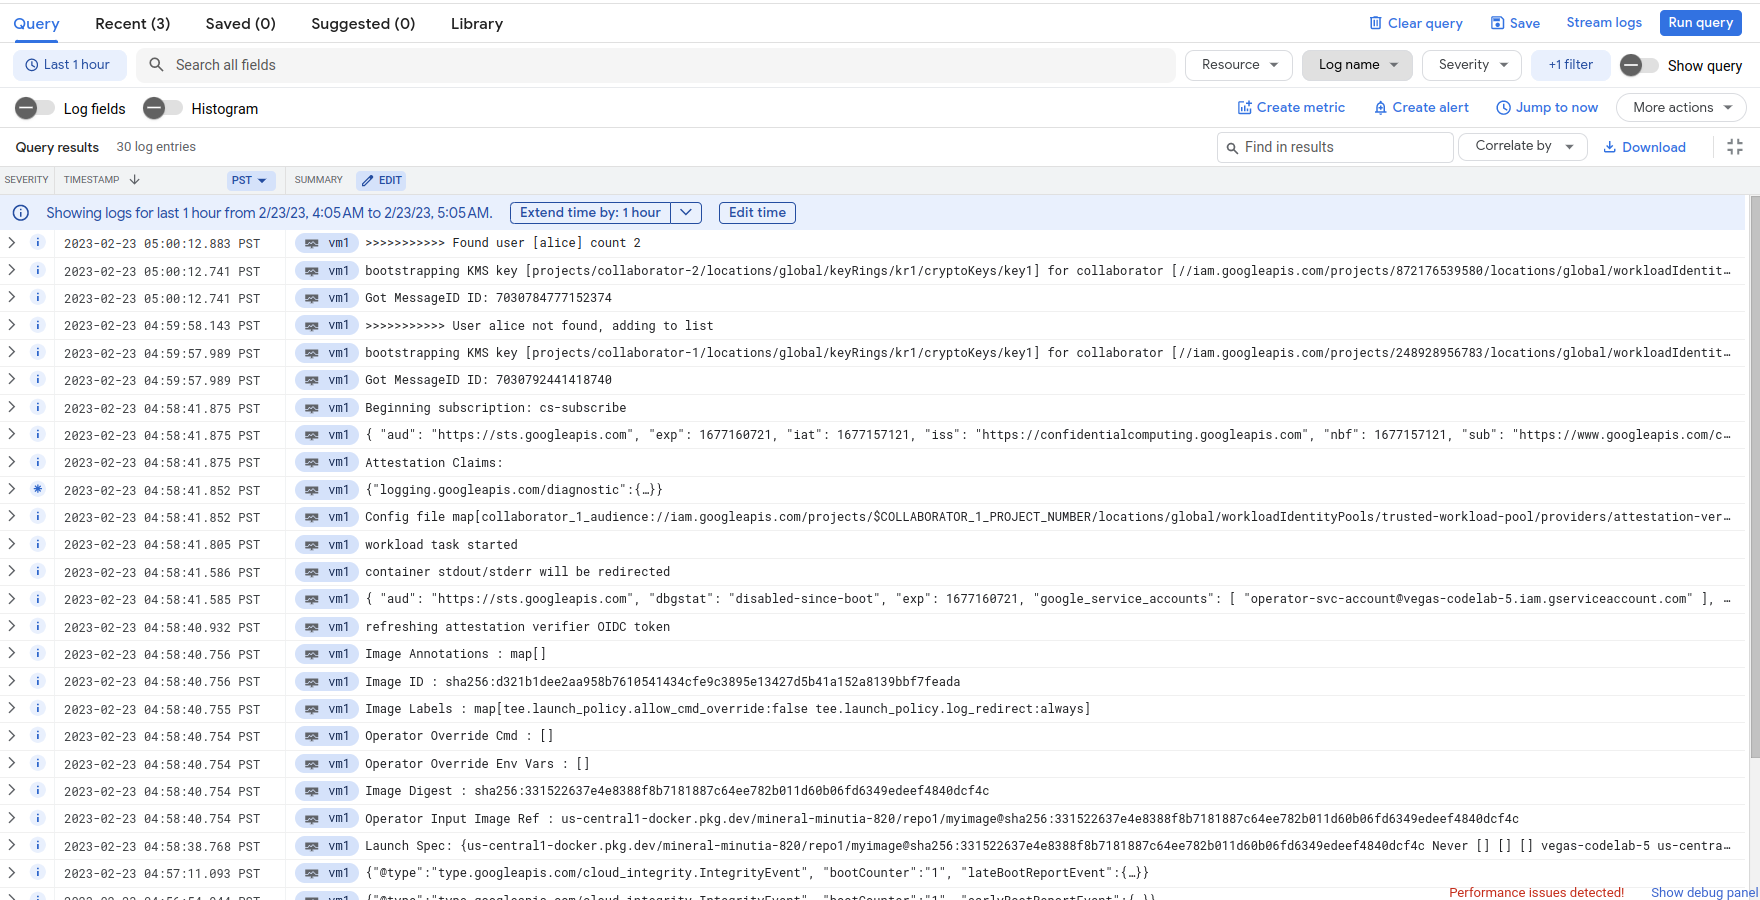 Query Recent (3) Saved (0) Suggested (0) Library Clear query Save Stream logs Run query
Last 1 hour Search all fields Resource Log name Severity +1 filter Show query
Log fields Histogram Create metric Create alert Jump to now More actions
Query results 30 log entries Find in results Correlate by Download
SEVERITY TIMESTAMP PST SUMMARY EDIT
Showing logs for last 1 hour from 2/23/23, 4:05 AM to 2/23/23, 5:05 AM. Extend time by: 1 hour Edit time
2023-02-23 05:00:12.883 PST vm1 >>>>>>>>>>> Found user [alice] count 2
2023-02-23 05:00:12.741 PST vm1 bootstrapping KMS key [projects/collaborator-2/locations/global/keyRings/kr1/cryptoKeys/key1] for collaborator [//iam.googleapis.com/projects/872176539580/locations/global/workloadIdentit…
2023-02-23 05:00:12.741 PST vm1 Got MessageID ID: 7030784777152374
2023-02-23 04:59:58.143 PST vm1 >>>>>>>>>>> User alice not found, adding to list
2023-02-23 04:59:57.989 PST vm1 bootstrapping KMS key [projects/collaborator-1/locations/global/keyRings/kr1/cryptoKeys/key1] for collaborator [//iam.googleapis.com/projects/248928956783/locations/global/workloadIdentit…
2023-02-23 04:59:57.989 PST vm1 Got MessageID ID: 7030792441418740
2023-02-23 04:58:41.875 PST vm1 Beginning subscription: cs-subscribe
2023-02-23 04:58:41.875 PST vm1 { "aud": "https://sts.googleapis.com", "exp": 1677160721, "iat": 1677157121, "iss": "https://confidentialcomputing.googleapis.com", "nbf": 1677157121, "sub": "https://www.googleapis.com/c…
2023-02-23 04:58:41.875 PST vm1 Attestation Claims:
2023-02-23 04:58:41.852 PST vm1 {"logging.googleapis.com/diagnostic":{…}}
2023-02-23 04:58:41.852 PST vm1 Config file map[collaborator_1_audience://iam.googleapis.com/projects/$COLLABORATOR_1_PROJECT_NUMBER/locations/global/workloadIdentityPools/trusted-workload-pool/providers/attestation-ver…
2023-02-23 04:58:41.805 PST vm1 workload task started
2023-02-23 04:58:41.586 PST vm1 container stdout/stderr will be redirected
2023-02-23 04:58:41.585 PST vm1 { "aud": "https://sts.googleapis.com", "dbgstat": "disabled-since-boot", "exp": 1677160721, "google_service_accounts": [ "operator-svc-account@vegas-codelab-5.iam.gserviceaccount.com" ], …
2023-02-23 04:58:40.932 PST vm1 refreshing attestation verifier OIDC token
2023-02-23 04:58:40.756 PST vm1 Image Annotations : map[]
2023-02-23 04:58:40.756 PST vm1 Image ID : sha256:d321b1dee2aa958b7610541434cfe9c3895e13427d5b41a152a8139bbf7feada
2023-02-23 04:58:40.755 PST vm1 Image Labels : map[tee.launch_policy.allow_cmd_override:false tee.launch_policy.log_redirect:always]
2023-02-23 04:58:40.754 PST vm1 Operator Override Cmd : []
2023-02-23 04:58:40.754 PST vm1 Operator Override Env Vars : []
2023-02-23 04:58:40.754 PST vm1 Image Digest : sha256:331522637e4e8388f8b7181887c64ee782b011d60b06fd6349edeef4840dcf4c
2023-02-23 04:58:40.754 PST vm1 Operator Input Image Ref : us-central1-docker.pkg.dev/mineral-minutia-820/repo1/myimage@sha256:331522637e4e8388f8b7181887c64ee782b011d60b06fd6349edeef4840dcf4c
2023-02-23 04:58:38.768 PST vm1 Launch Spec: {us-central1-docker.pkg.dev/mineral-minutia-820/repo1/myimage@sha256:331522637e4e8388f8b7181887c64ee782b011d60b06fd6349edeef4840dcf4c Never [] [] [] vegas-codelab-5 us-centra…
2023-02-23 04:57:11.093 PST vm1 {"@type":"type.googleapis.com/cloud_integrity.IntegrityEvent", "bootCounter":"1", "lateBootReportEvent":{…}}
Performance issues detected! Show debug panel